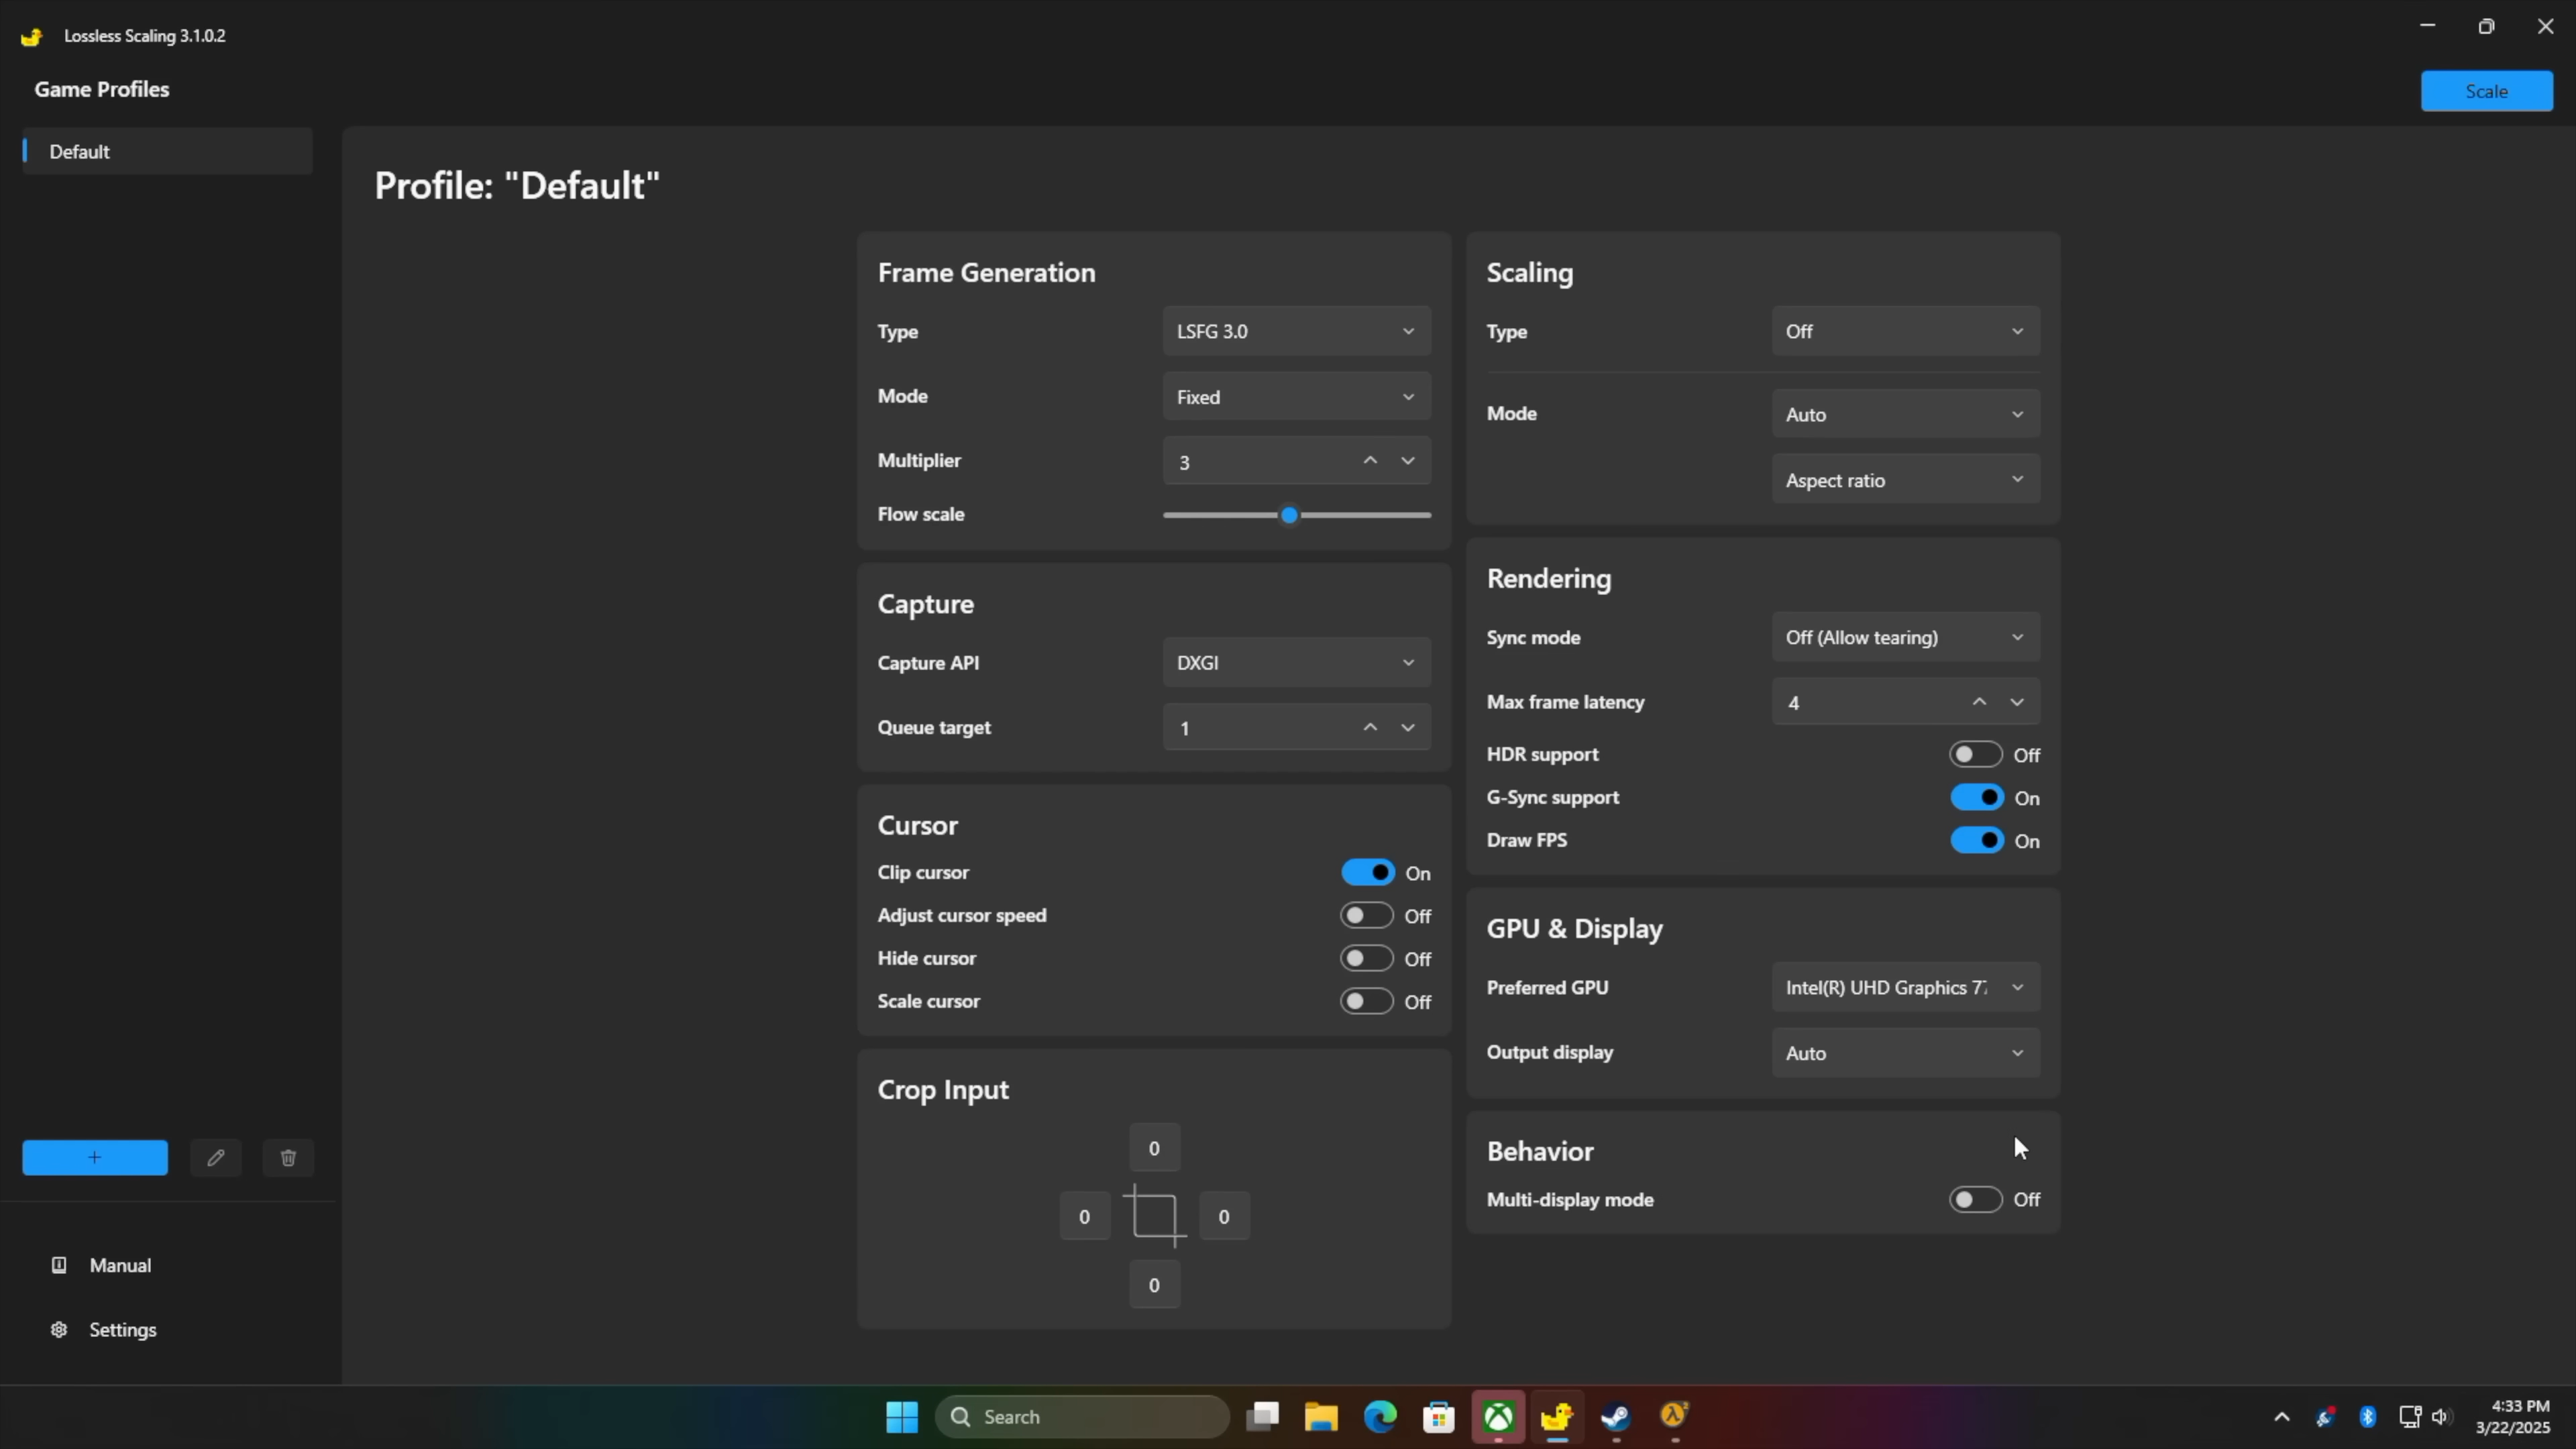 Lossless Scaling 3.1.0.2
Game Profiles
Scale
Default
Profile: "Default"
Frame Generation
Type
LSFG 3.0
Mode
Fixed
Multiplier
3
Flow scale
Capture
Capture API
DXGI
Queue target
1
Cursor
Clip cursor
On
Adjust cursor speed
Off
Hide cursor
Off
Scale cursor
Off
Crop Input
0
0
0
0
Scaling
Type
Off
Mode
Auto
Aspect ratio
Rendering
Sync mode
Off (Allow tearing)
Max frame latency
4
HDR support
Off
G-Sync support
On
Draw FPS
On
GPU & Display
Preferred GPU
Intel(R) UHD Graphics 77
Output display
Auto
Behavior
Multi-display mode
Off
Manual
Settings
Search
4:33 PM
3/22/2025